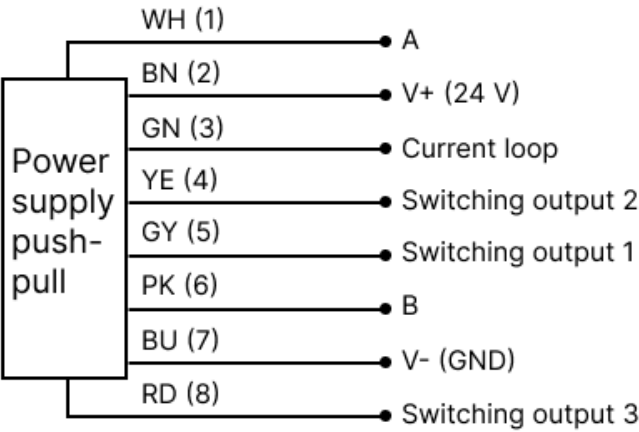 WH (1)
A
BN (2)
V+ (24 V)
GN (3)
Current loop
Power
supply
push-
pull
YE (4)
Switching output 2
GY (5)
Switching output 1
PK (6)
B
BU (7)
V- (GND)
RD (8)
Switching output 3